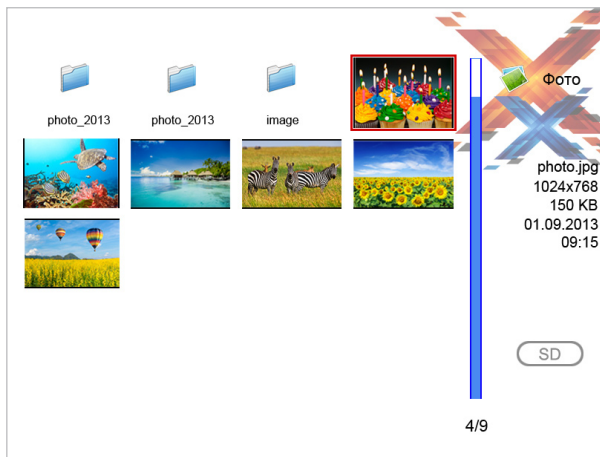 photo_2013
photo_2013
image
Фото
photo.jpg
1024x768
150 KB
01.09.2013
09:15
SD
4/9